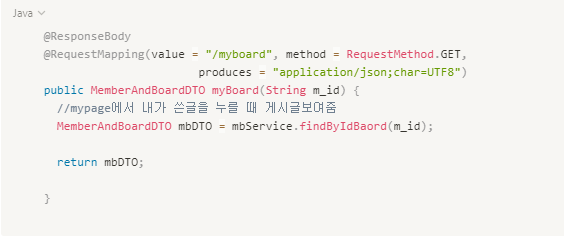 Java
@ResponseBody
@RequestMapping(value = "/myboard", method = RequestMethod.GET,
produces = "application/json;char=UTF8")
public MemberAndBoardDTO myBoard(String m_id) {
//mypage에서 내가 쓴글을 누를 때 게시글보여줌
MemberAndBoardDTO mbDTO = mbService.findByIdBaord(m_id);
return mbDTO;
}